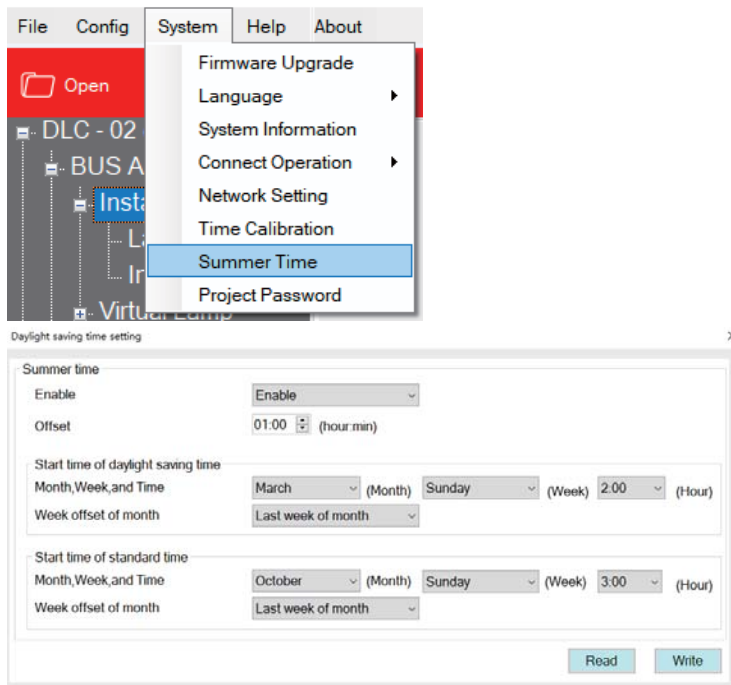 File Config System Help About
Firmware Upgrade
Open
Language
DLC - 02
System Information
BUS A
Connect Operation
Network Setting
Time Calibration
Summer Time
Project Password
Daylight saving time setting
Summer time
Enable Enable
Offset 01:00 (hour:min)
Start time of daylight saving time
Month,Week,and Time March (Month) Sunday (Week) 2:00 (Hour)
Week offset of month Last week of month
Start time of standard time
Month,Week,and Time October (Month) Sunday (Week) 3:00 (Hour)
Week offset of month Last week of month
Read Write